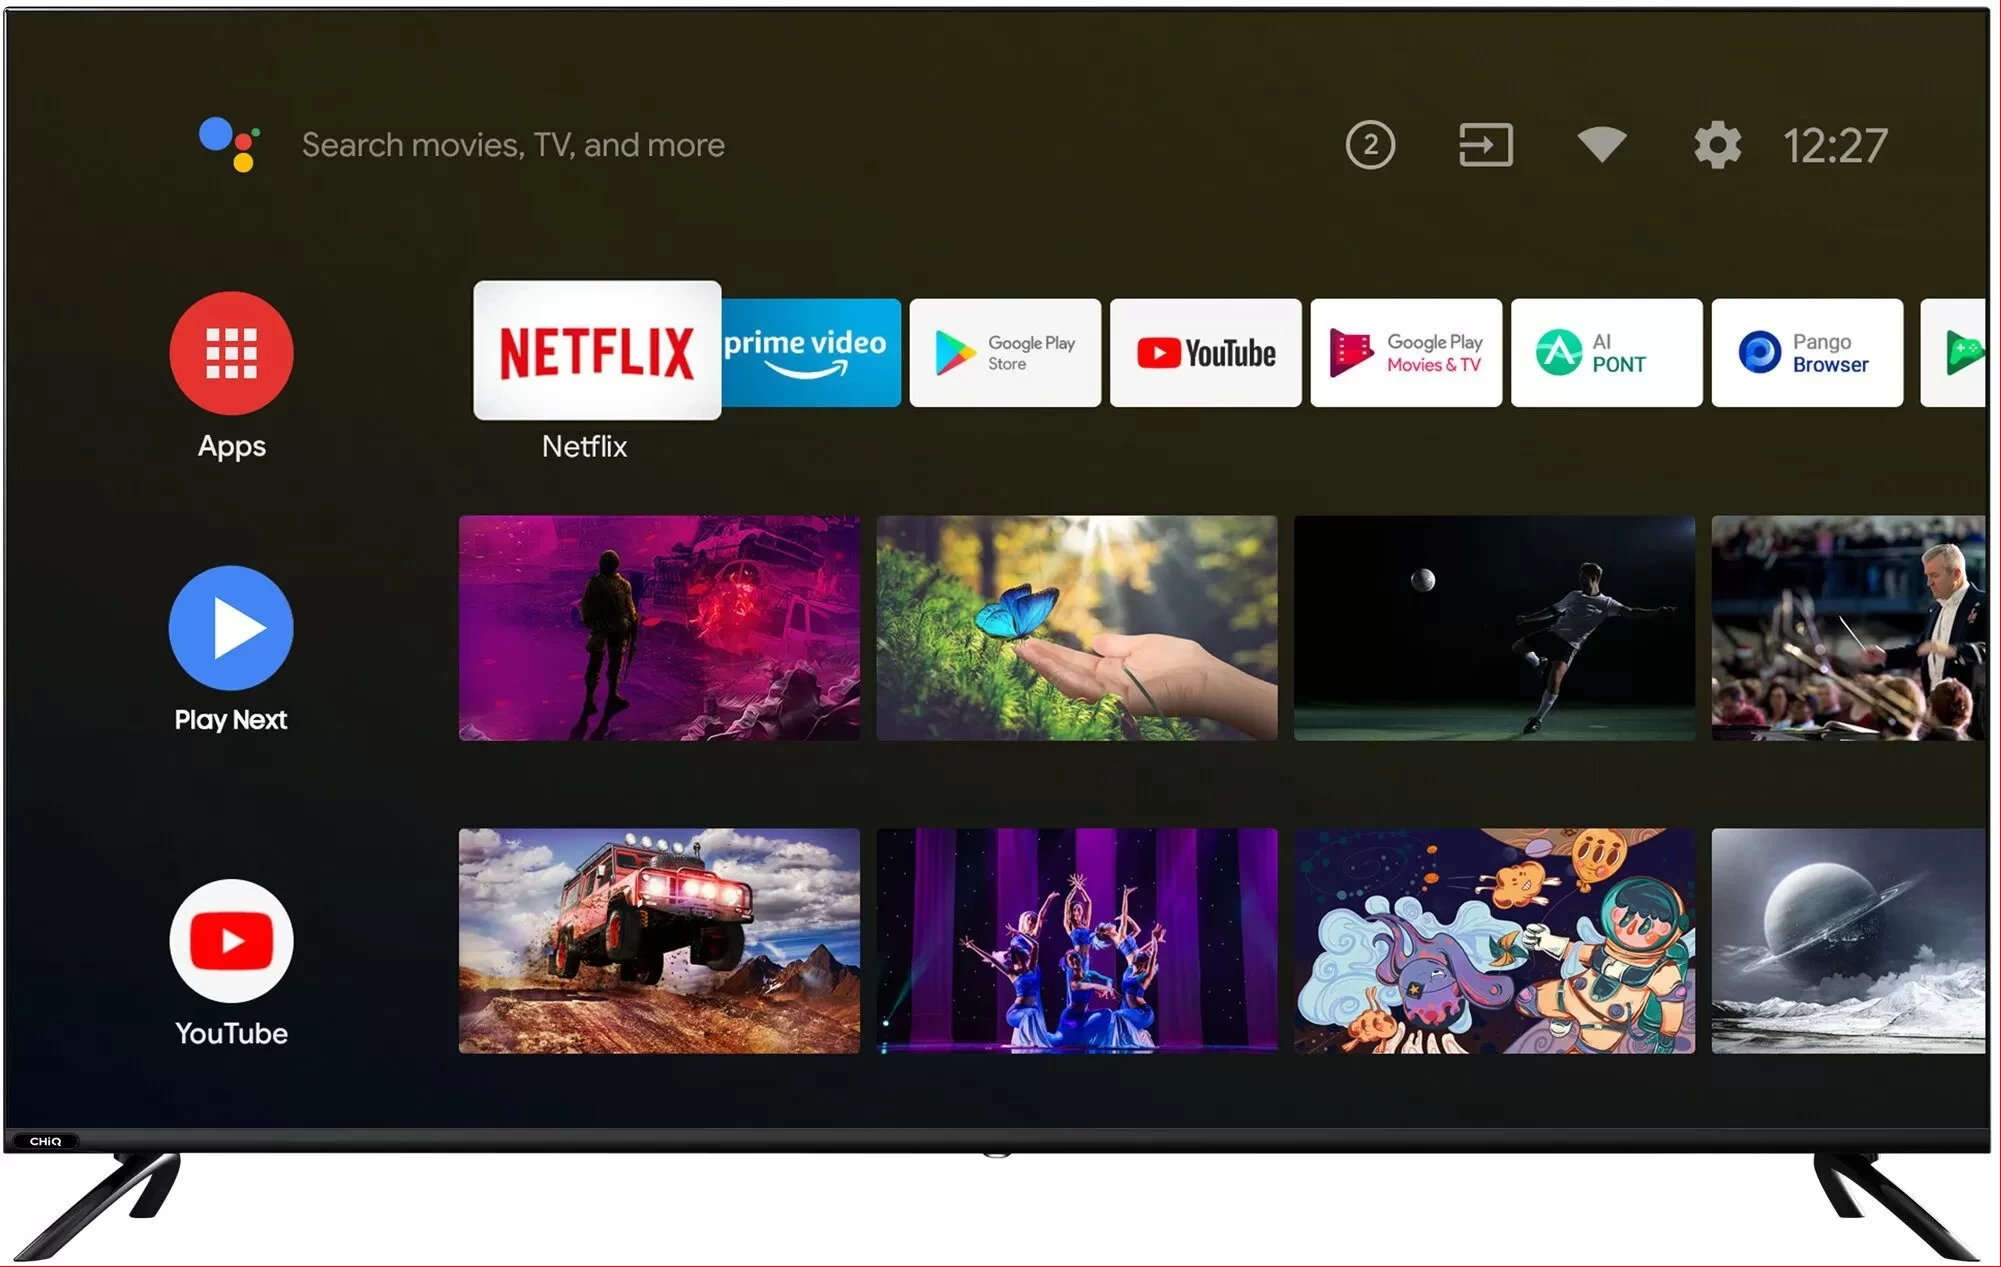 Search movies, TV, and more
2
12:27
NETFLIX
prime video
Google Play
Store
YouTube
Google Play
Movies & TV
AI
PONT
Pango
Browser
Apps
Netflix
Play Next
YouTube
CHiQ